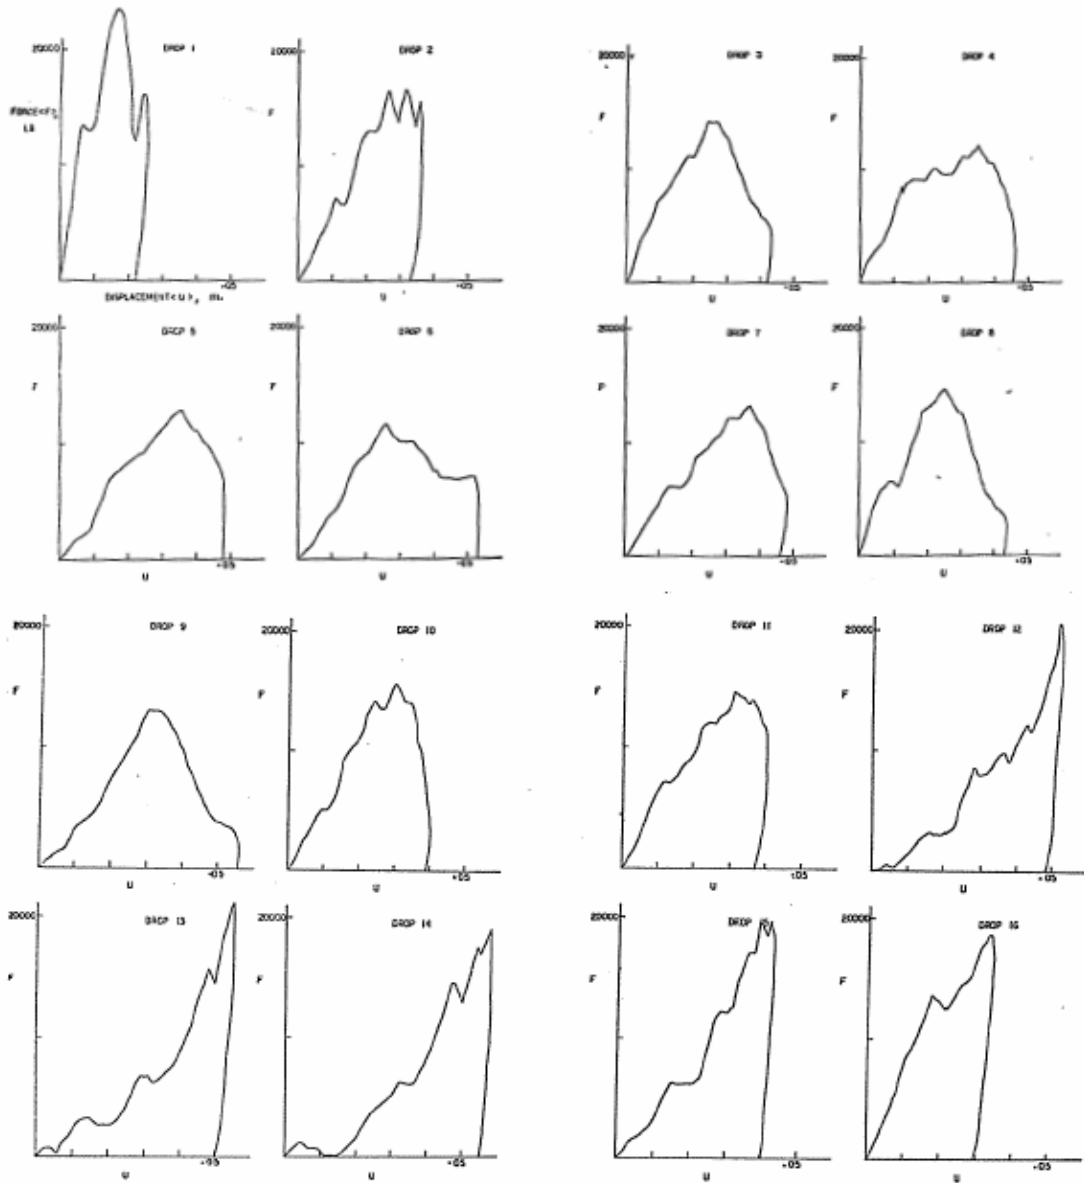 20000
DROP 1
FORCE<F>,
LB
.05
DISPLACEMENT<U>, IN.
20000
DROP 2
F
.05
U
20000
DROP 3
F
.05
U
20000
DROP 4
F
.05
U
20000
DROP 5
F
.05
U
20000
DROP 6
F
.05
U
20000
DROP 7
F
.05
U
20000
DROP 8
F
.05
U
20000
DROP 9
F
.05
U
20000
DROP 10
F
.05
U
20000
DROP 11
F
.05
U
20000
DROP 12
F
.05
U
20000
DROP 13
F
.05
U
20000
DROP 14
F
.05
U
20000
DROP 15
F
.05
U
20000
DROP 16
F
.05
U